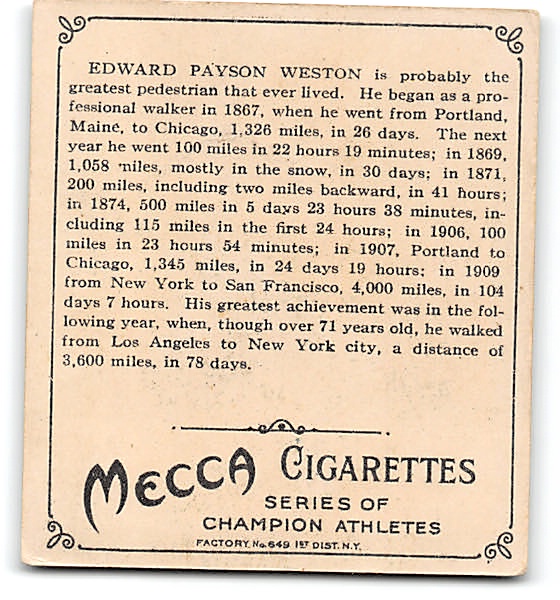 EDWARD PAYSON WESTON is probably the
greatest pedestrian that ever lived. He began as a pro-
fessional walker in 1867, when he went from Portland,
Maine, to Chicago, 1,326 miles, in 26 days. The next
year he went 100 miles in 22 hours 19 minutes; in 1869,
1,058 miles, mostly in the snow, in 30 days; in 1871,
200 miles, including two miles backward, in 41 hours;
in 1874, 500 miles in 5 days 23 hours 38 minutes, in-
cluding 115 miles in the first 24 hours; in 1906, 100
miles in 23 hours 54 minutes; in 1907, Portland to
Chicago, 1,345 miles, in 24 days 19 hours: in 1909
from New York to San Francisco, 4,000 miles, in 104
days 7 hours. His greatest achievement was in the fol-
lowing year, when, though over 71 years old, he walked
from Los Angeles to New York city, a distance of
3,600 miles, in 78 days.
MECCA CIGARETTES
SERIES OF
CHAMPION ATHLETES
FACTORY No. 649 1ST DIST. N.Y.